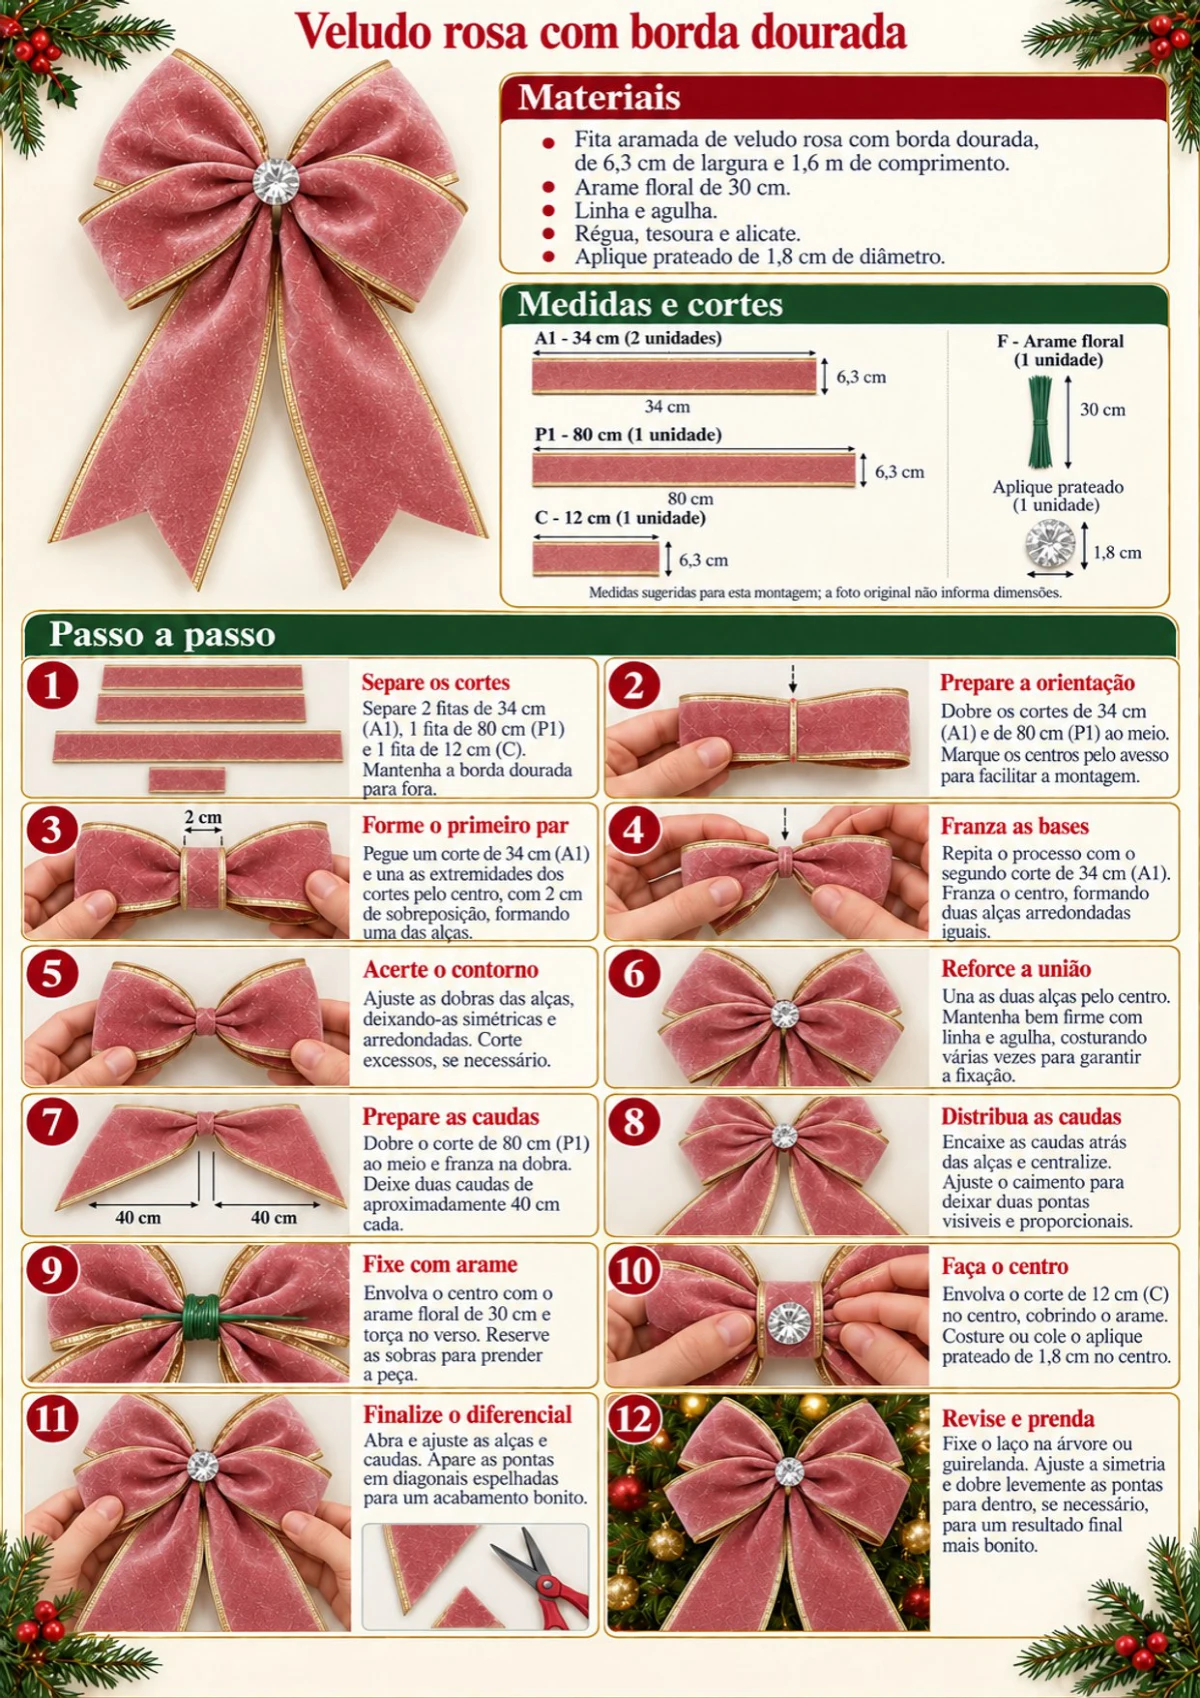 Veludo rosa com borda dourada
Materiais
Fita aramada de veludo rosa com borda dourada,
de 6,3 cm de largura e 1,6 m de comprimento.
Arame floral de 30 cm.
Linha e agulha.
Régua, tesoura e alicate.
Aplique prateado de 1,8 cm de diâmetro.
Medidas e cortes
A1 - 34 cm (2 unidades)
6,3 cm
34 cm
P1 - 80 cm (1 unidade)
6,3 cm
80 cm
C - 12 cm (1 unidade)
6,3 cm
F - Arame floral
(1 unidade)
30 cm
Aplique prateado
(1 unidade)
1,8 cm
Medidas sugeridas para esta montagem; a foto original não informa dimensões.
Passo a passo
1
Separe os cortes
Separe 2 fitas de 34 cm
(A1), 1 fita de 80 cm (P1)
e 1 fita de 12 cm (C).
Mantenha a borda dourada
para fora.
2
Prepare a orientação
Dobre os cortes de 34 cm
(A1) e de 80 cm (P1) ao meio.
Marque os centros pelo avesso
para facilitar a montagem.
3
2 cm
Forme o primeiro par
Pegue um corte de 34 cm (A1)
e una as extremidades dos
cortes pelo centro, com 2 cm
de sobreposição, formando
uma das alças.
4
Franza as bases
Repita o processo com o
segundo corte de 34 cm (A1).
Franza o centro, formando
duas alças arredondadas
iguais.
5
Acerte o contorno
Ajuste as dobras das alças,
deixando-as simétricas e
arredondadas. Corte
excessos, se necessário.
6
Reforce a união
Una as duas alças pelo centro.
Mantenha bem firme com
linha e agulha, costurando
várias vezes para garantir
a fixação.
7
40 cm
40 cm
Prepare as caudas
Dobre o corte de 80 cm (P1)
ao meio e franza na dobra.
Deixe duas caudas de
aproximadamente 40 cm
cada.
8
Distribua as caudas
Encaixe as caudas atrás
das alças e centralize.
Ajuste o caimento para
deixar duas pontas
visiveis e proporcionais.
9
Fixe com arame
Envolva o centro com o
arame floral de 30 cm e
torça no verso. Reserve
as sobras para prender
a peça.
10
Faça o centro
Envolva o corte de 12 cm (C)
no centro, cobrindo o arame.
Costure ou cole o aplique
prateado de 1,8 cm no centro.
11
Finalize o diferencial
Abra e ajuste as alças e
caudas. Apare as pontas
em diagonais espelhadas
para um acabamento bonito.
12
Revise e prenda
Fixe o laço na árvore ou
guirelanda. Ajuste a simetria
e dobre levemente as pontas
para dentro, se necessário,
para um resultado final
mais bonito.